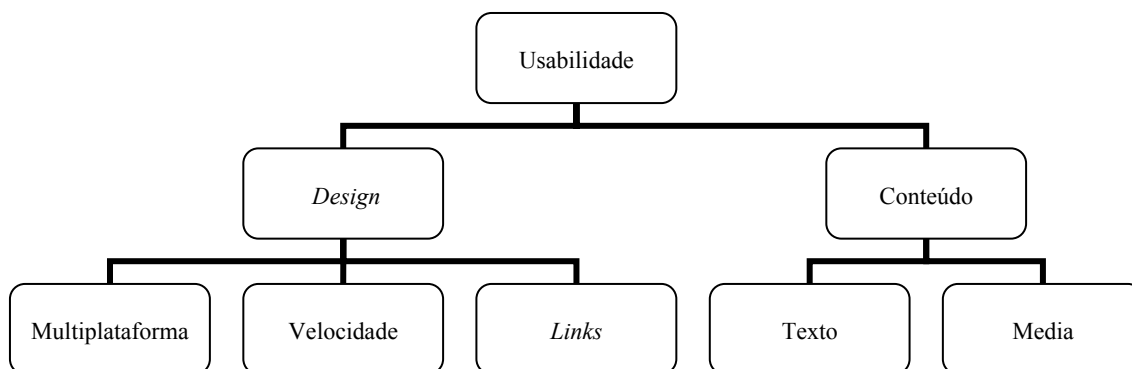 Usabilidade
Design
Conteúdo
Multiplataforma
Velocidade
Links
Texto
Media